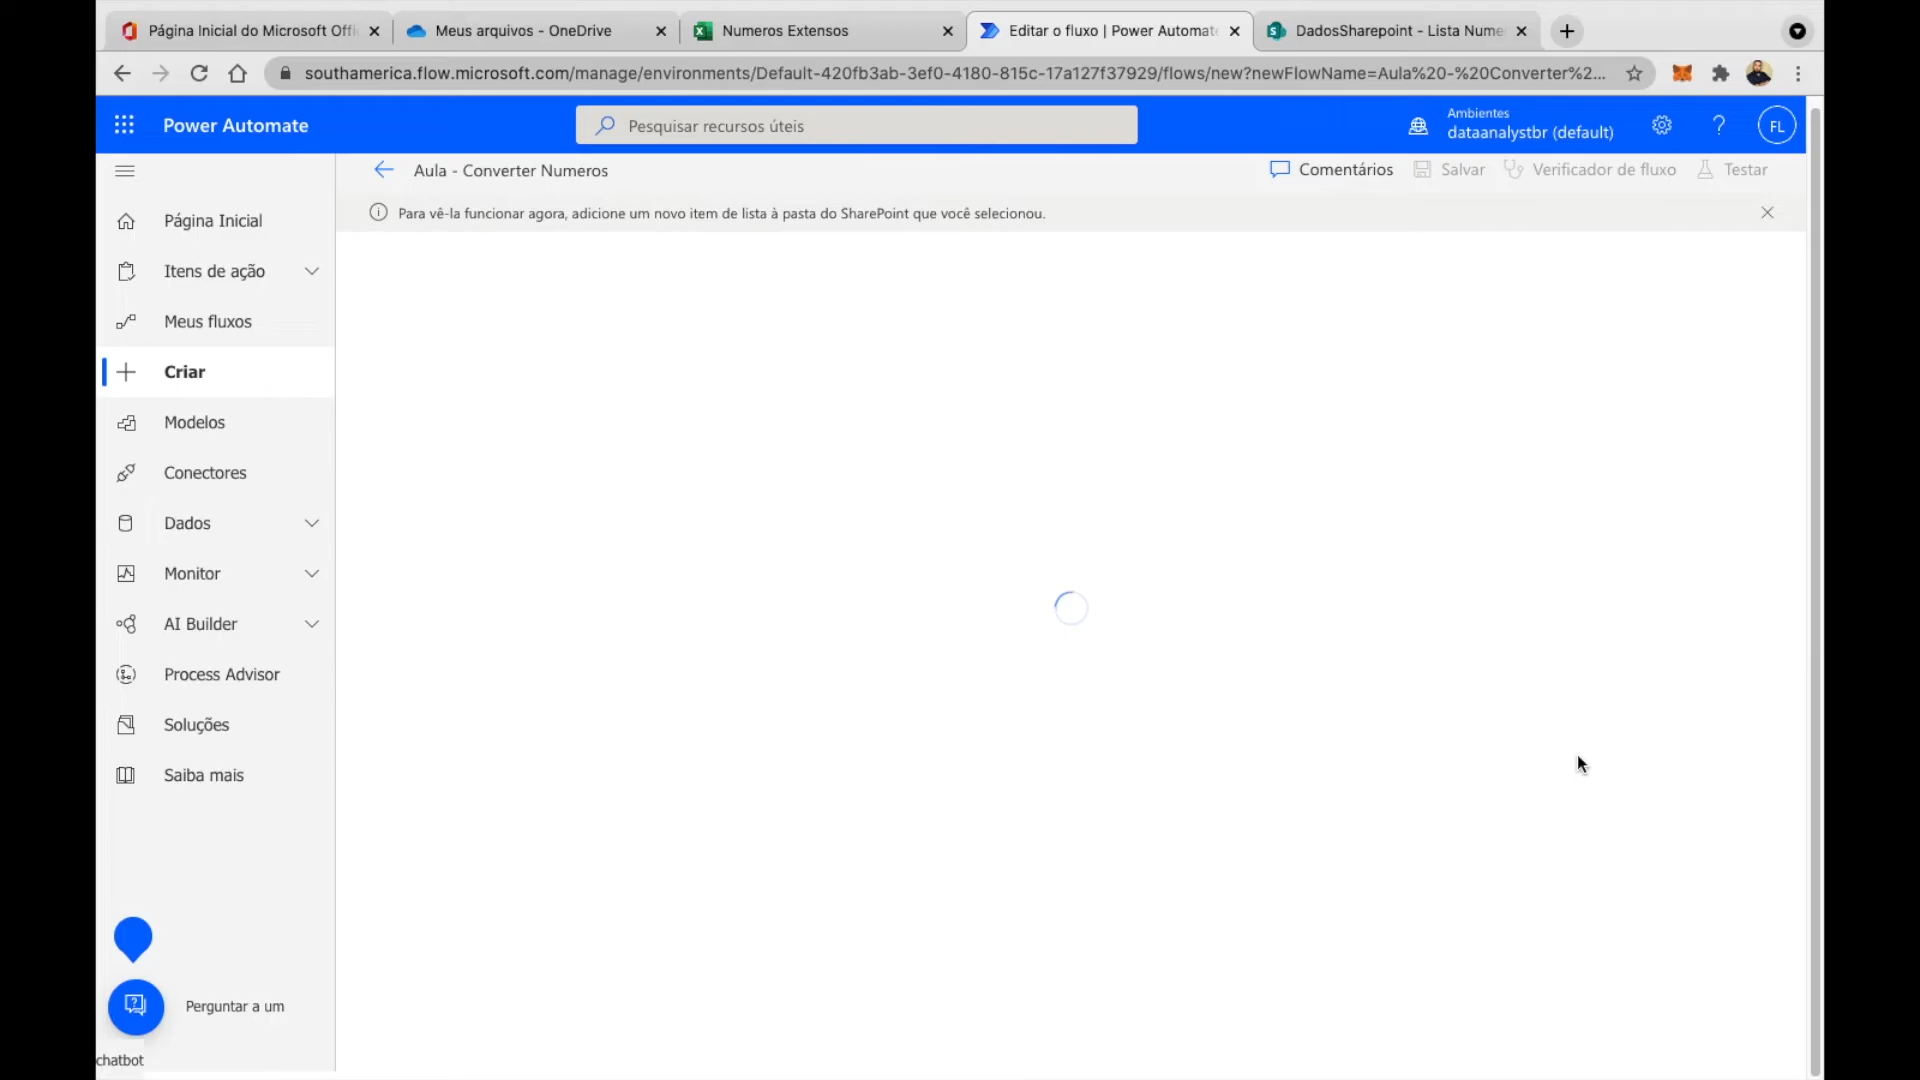 Página Inicial do Microsoft Offi
Meus arquivos - OneDrive
Numeros Extensos
Editar o fluxo | Power Automat
DadosSharepoint - Lista Nume
southamerica.flow.microsoft.com/manage/environments/Default-420fb3ab-3ef0-4180-815c-17a127f37929/flows/new?newFlowName=Aula%20-%20Converter%2...
Power Automate
Pesquisar recursos úteis
Ambientes
dataanalystbr (default)
?
FL
Aula - Converter Numeros
Comentários
Salvar
Verificador de fluxo
Testar
Para vê-la funcionar agora, adicione um novo item de lista à pasta do SharePoint que você selecionou.
Página Inicial
Itens de ação
Meus fluxos
Criar
Modelos
Conectores
Dados
Monitor
AI Builder
Process Advisor
Soluções
Saiba mais
Perguntar a um
chatbot